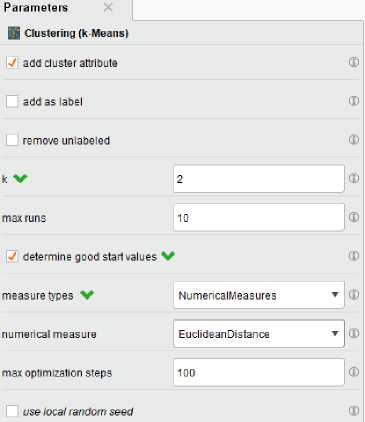 Parameters
Clustering (k-Means)
add cluster attribute
add as label
remove unlabeled
k 2
max runs 10
determine good start values
measure types NumericalMeasures
numerical measure EuclideanDistance
max optimization steps 100
use local random seed